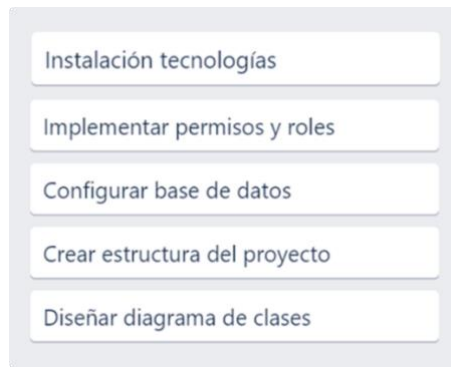 Instalación tecnologías
Implementar permisos y roles
Configurar base de datos
Crear estructura del proyecto
Diseñar diagrama de clases